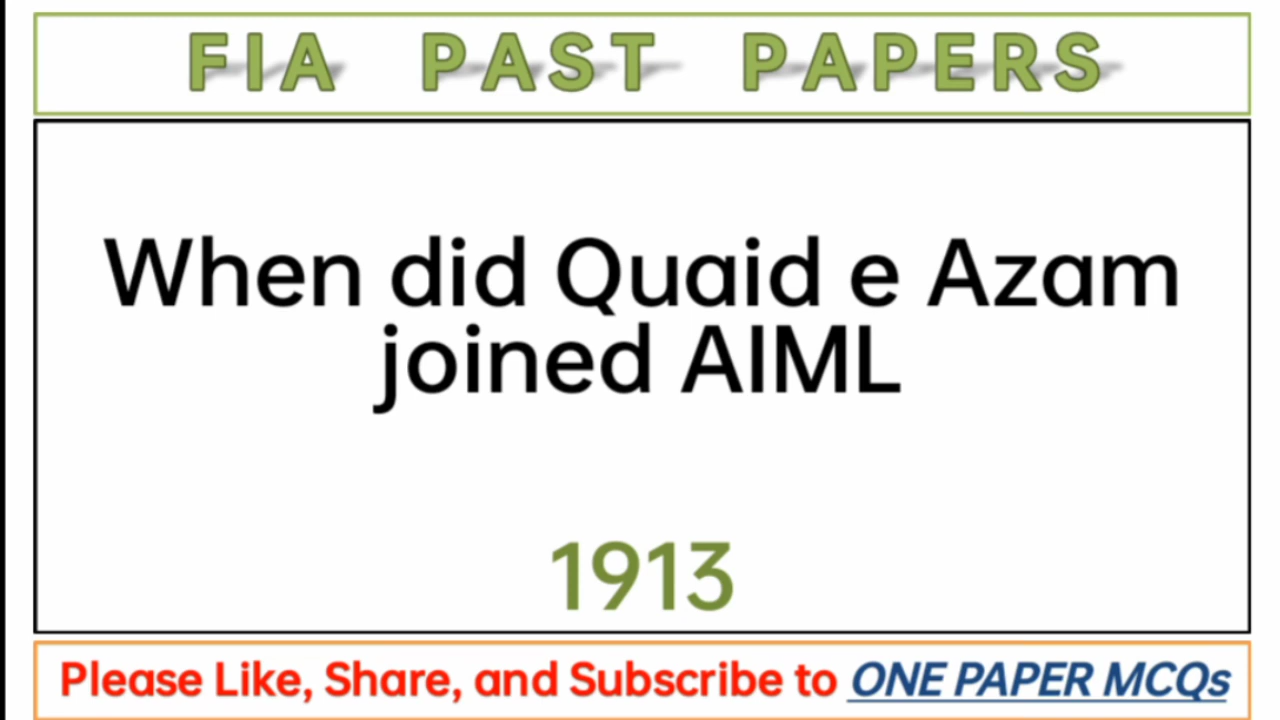 FIA PAST PAPERS
When did Quaid e Azam
joined AIML
1913
Please Like, Share, and Subscribe to ONE PAPER MCQs